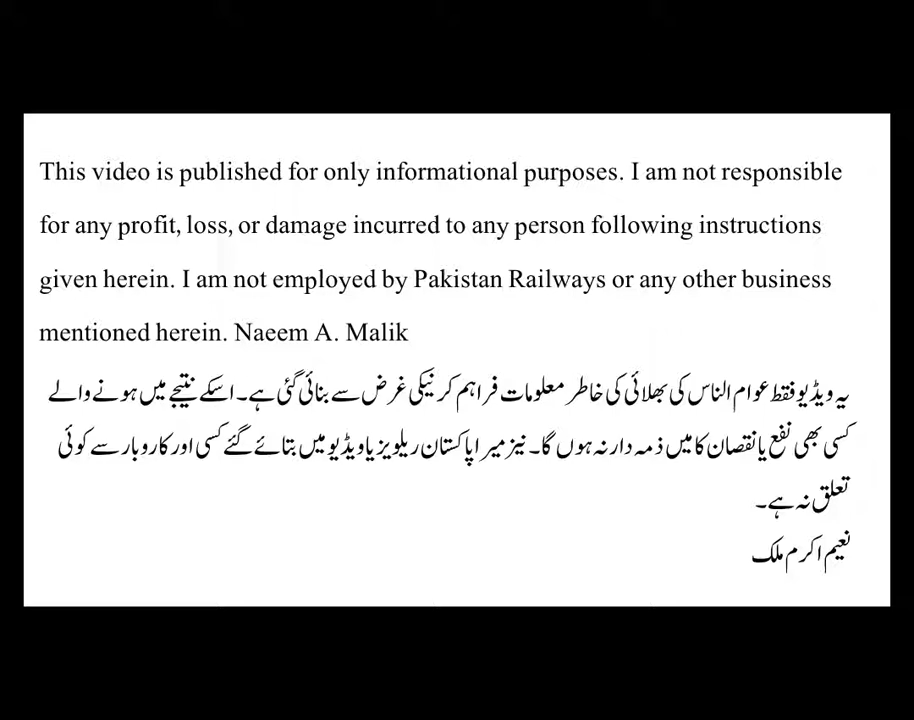 This video is published for only informational purposes. I am not responsible
for any profit, loss, or damage incurred to any person following instructions
given herein. I am not employed by Pakistan Railways or any other business
mentioned herein. Naeem A. Malik
یہ ویڈیو فقط عوام الناس کی بھلائی کی خاطر معلومات فراہم کرنیکی غرض سے بنائی گئی ہے۔ اسکے نتیجے میں ہونے والے
کسی بھی نفع یا نقصان کا میں ذمہ دار نہ ہوں گا۔ نیز میرا پاکستان ریلویز یا ویڈیو میں بتائے گئے کسی اور کاروبار سے کوئی
تعلق نہ ہے۔
نعیم اکرم ملک